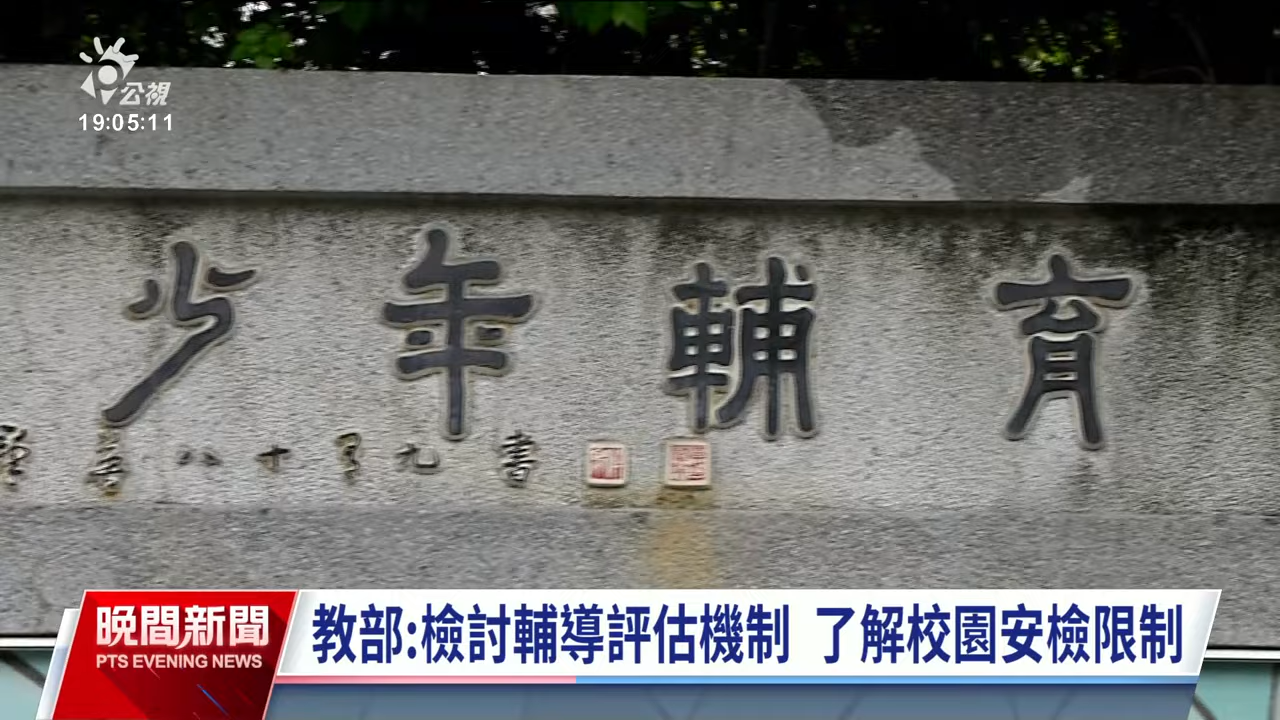 公視
19:05:11
育輔年少
書九十八
晚間新聞
PTS EVENING NEWS
教部:檢討輔導評估機制 了解校園安檢限制